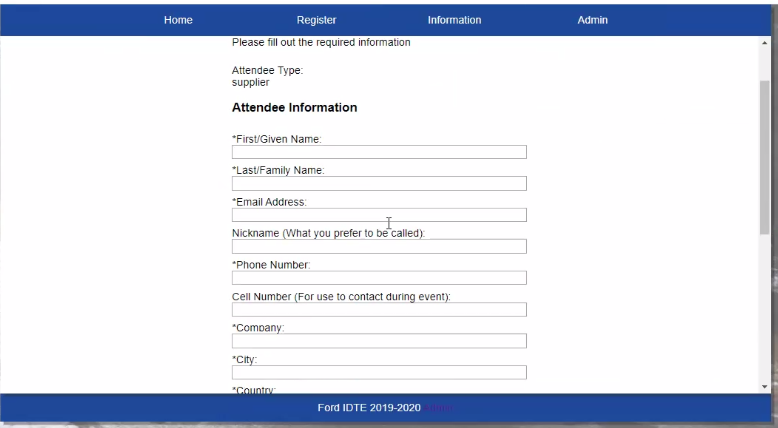 Home Register Information Admin
Please fill out the required information
Attendee Type:
supplier
Attendee Information
*First/Given Name:
*Last/Family Name:
*Email Address:
Nickname (What you prefer to be called):
*Phone Number:
Cell Number (For use to contact during event):
*Company:
*City:
*Country:
Ford IDTE 2019-2020